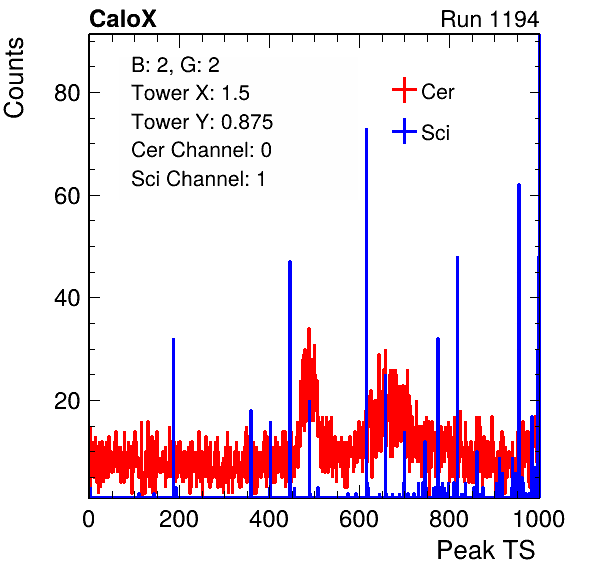 CaloX Run 1194
Counts
B: 2, G: 2
Tower X: 1.5
Tower Y: 0.875
Cer Channel: 0
Sci Channel: 1
Cer
Sci
80
60
40
20
0 200 400 600 800 1000
Peak TS